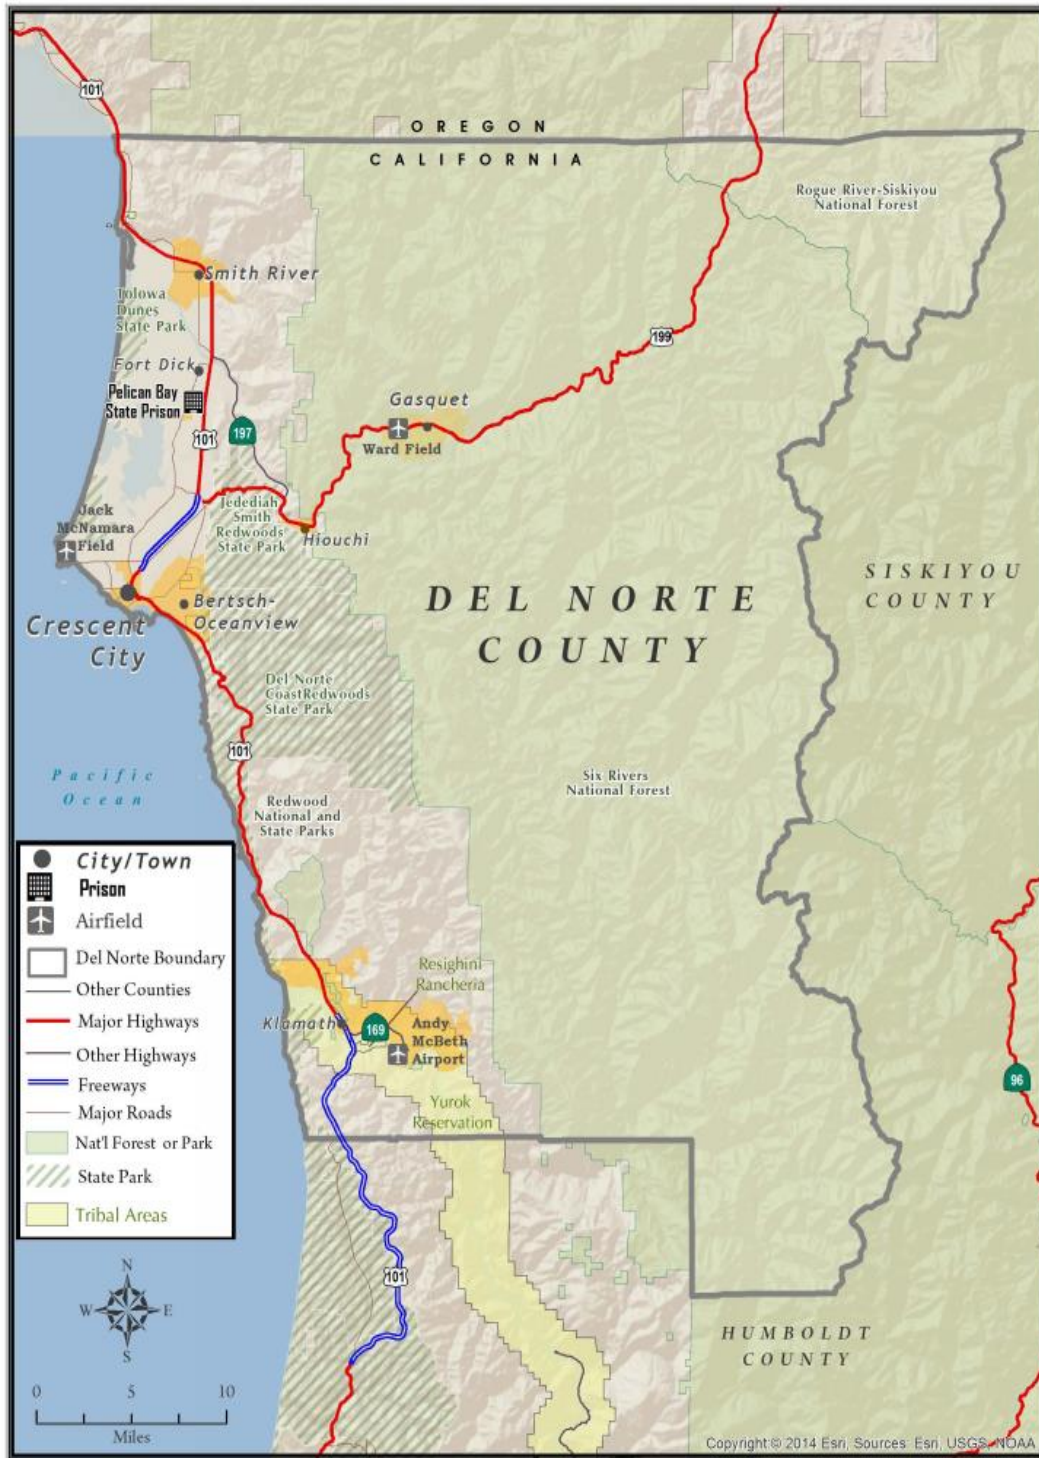 101
OREGON
CALIFORNIA
Rogue River-Siskiyou
National Forest
Smith River
Tolowa
Dunes
State Park
199
Fort Dick
Pelican Bay
State Prison
Gasquet
197
101
Ward Field
Jack
McNamara
Field
Jedediah
Smith
Redwoods
State Park
Hiouchi
DEL NORTE
COUNTY
SISKIYOU
COUNTY
Bertsch-
Oceanview
Crescent
City
Del Norte
CoastRedwoods
State Park
101
Pacific
Ocean
Six Rivers
National Forest
Redwood
National and
State Parks
City/Town
Prison
Airfield
Del Norte Boundary
Other Counties
Major Highways
Other Highways
Freeways
Major Roads
Nat'l Forest or Park
State Park
Tribal Areas
Resighini
Rancheria
Klamath
169
Andy
McBeth
Airport
96
Yurok
Reservation
101
N
W E
S
HUMBOLDT
COUNTY
0 5 10
Miles
Copyright:© 2014 Esri, Sources: Esri, USGS, NOAA